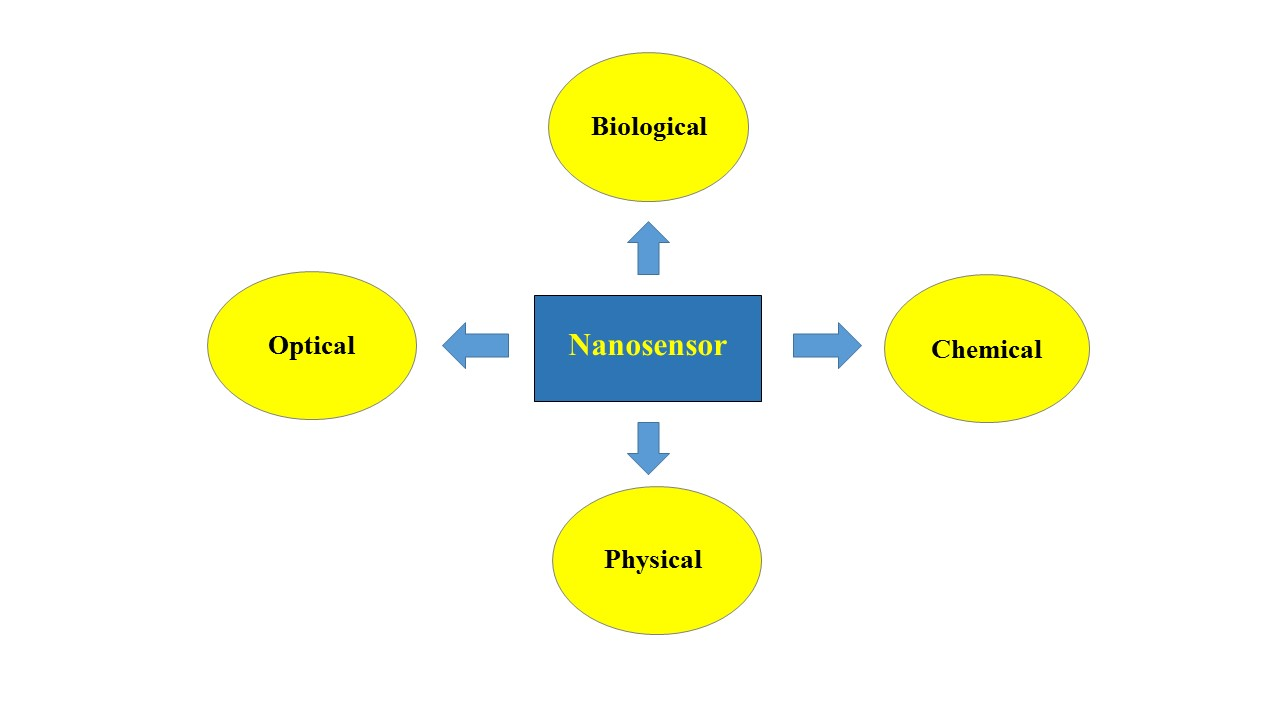 Biological
Optical
Nanosensor
Chemical
Physical